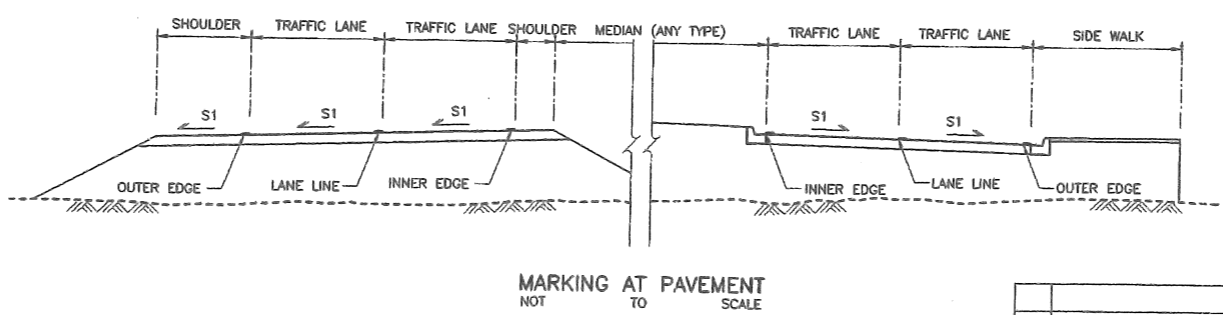 SHOULDER TRAFFIC LANE TRAFFIC LANE SHOULDER MEDIAN (ANY TYPE) TRAFFIC LANE TRAFFIC LANE SIDE WALK
S1 S1 S1 S1 S1
OUTER EDGE LANE LINE INNER EDGE INNER EDGE LANE LINE OUTER EDGE
MARKING AT PAVEMENT
NOT TO SCALE